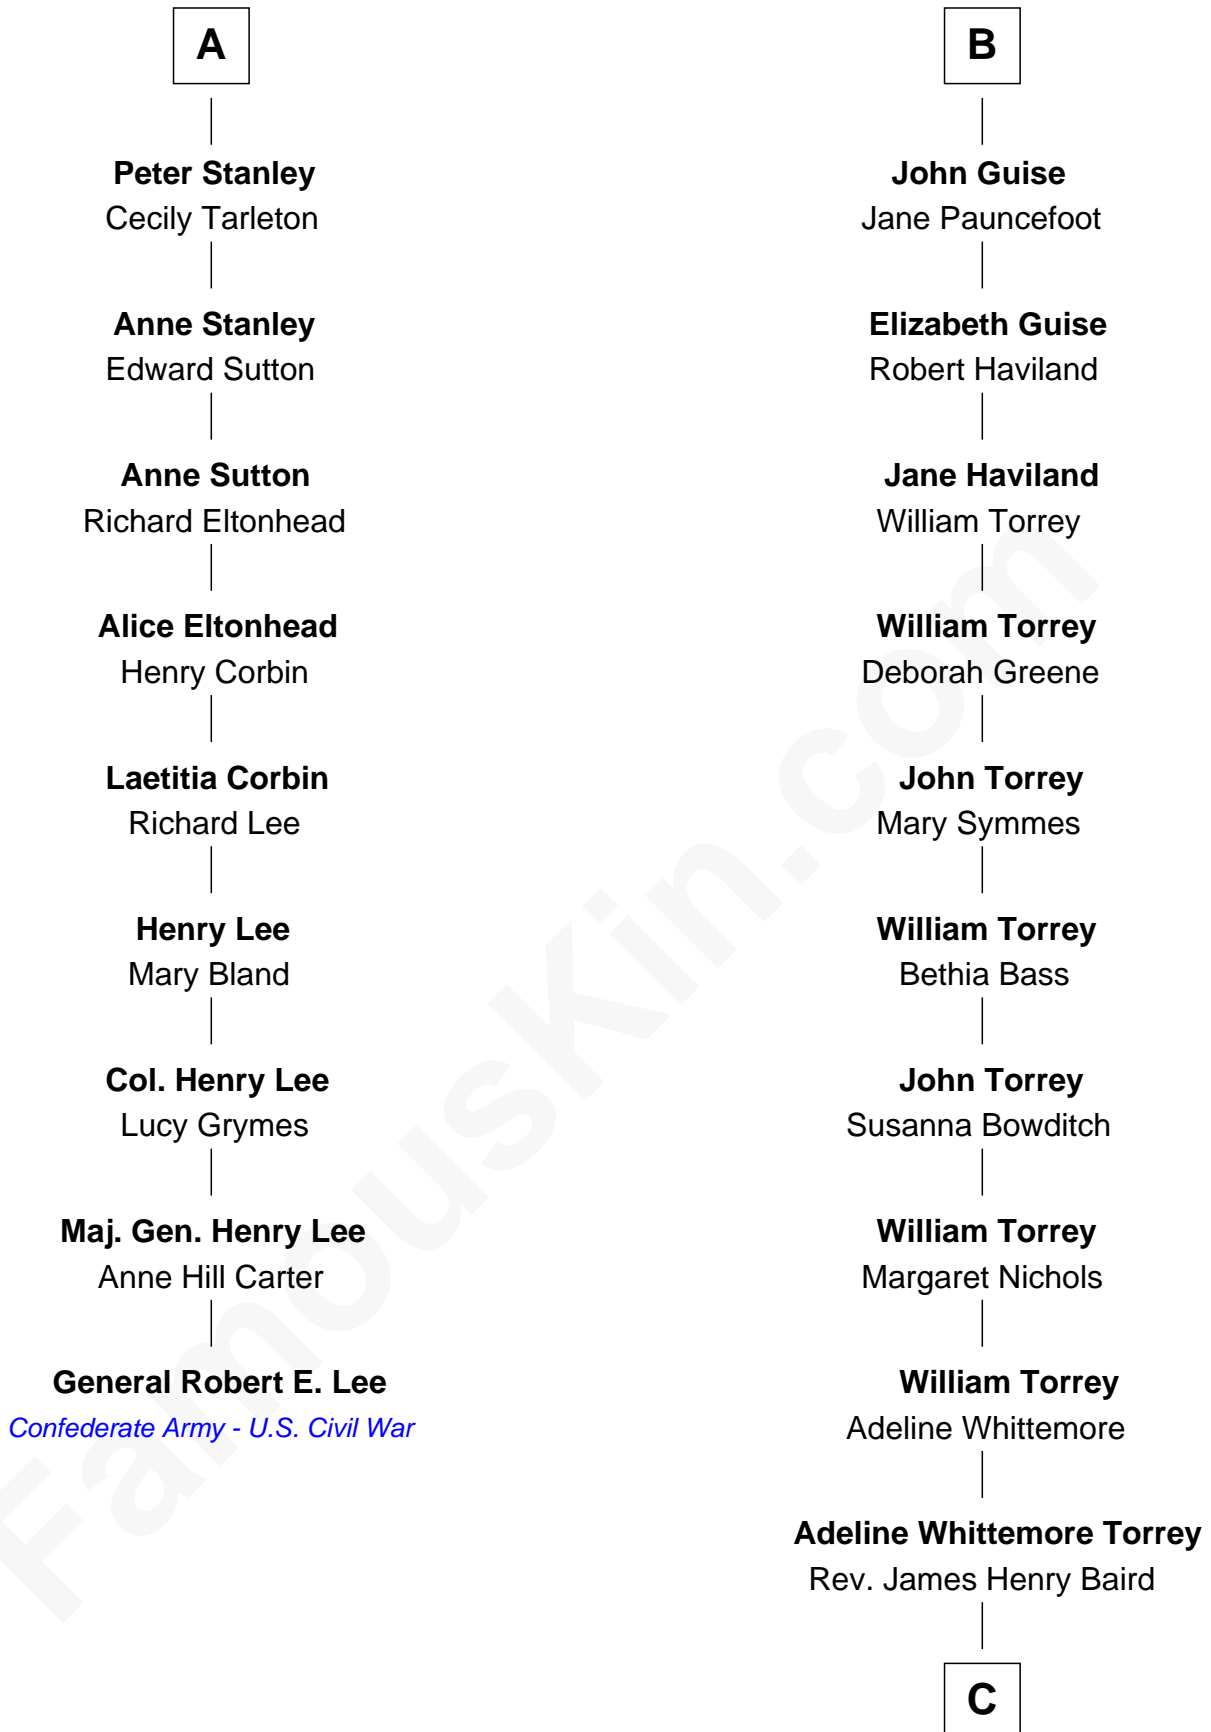 A
Peter Stanley
Cecily Tarleton
Anne Stanley
Edward Sutton
Anne Sutton
Richard Eltonhead
Alice Eltonhead
Henry Corbin
Laetitia Corbin
Richard Lee
Henry Lee
Mary Bland
Col. Henry Lee
Lucy Grymes
Maj. Gen. Henry Lee
Anne Hill Carter
General Robert E. Lee
Confederate Army - U.S. Civil War
B
John Guise
Jane Pauncefoot
Elizabeth Guise
Robert Haviland
Jane Haviland
William Torrey
William Torrey
Deborah Greene
John Torrey
Mary Symmes
William Torrey
Bethia Bass
John Torrey
Susanna Bowditch
William Torrey
Margaret Nichols
William Torrey
Adeline Whittemore
Adeline Whittemore Torrey
Rev. James Henry Baird
C
FamousKin.com